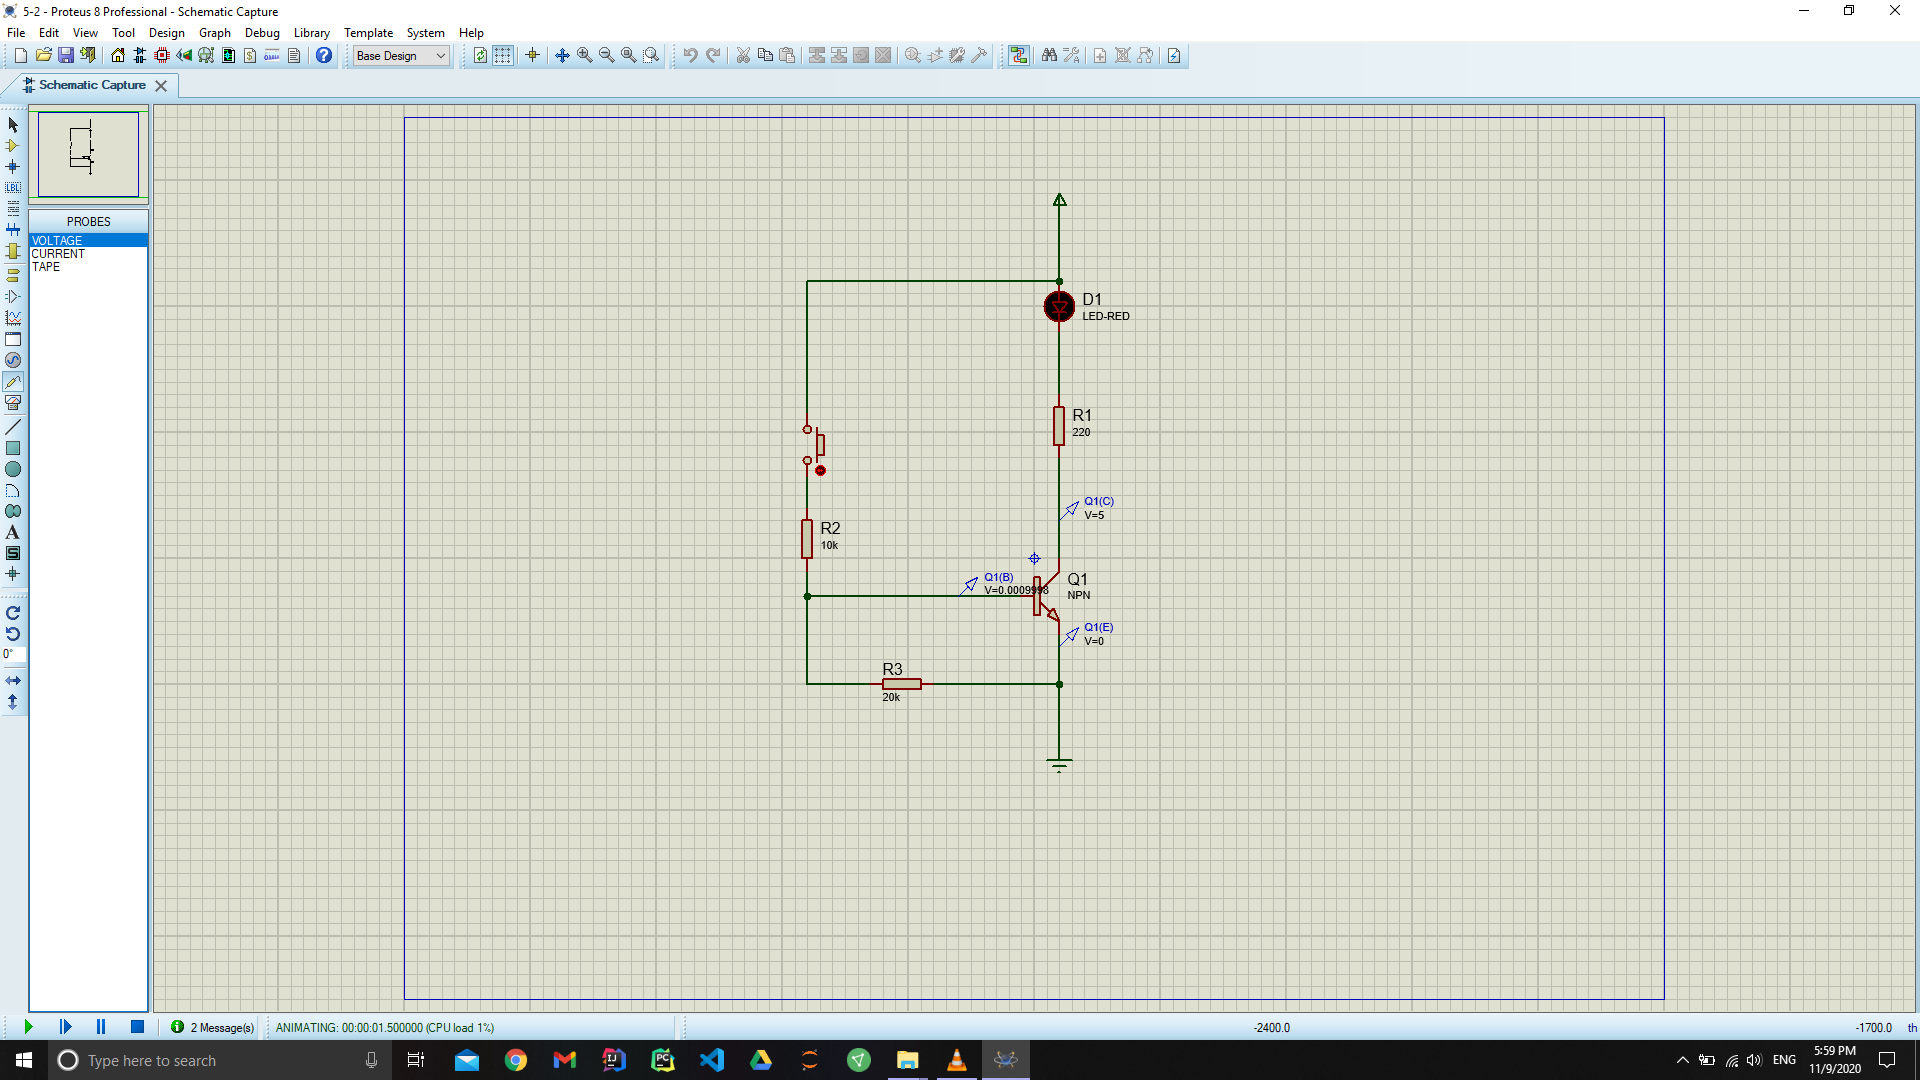 5-2 - Proteus 8 Professional - Schematic Capture
File Edit View Tool Design Graph Debug Library Template System Help
Base Design
Schematic Capture
LBL
PROBES
VOLTAGE
CURRENT
TAPE
A
S
0°
D1
LED-RED
R1
220
Q1(C)
V=5
R2
10k
Q1(B)
V=0.0009998
Q1
NPN
Q1(E)
V=0
R3
20k
2 Message(s)
ANIMATING: 00:00:01.500000 (CPU load 1%)
-2400.0
-1700.0
th
Type here to search
IJ
PC
ENG
5:59 PM
11/9/2020